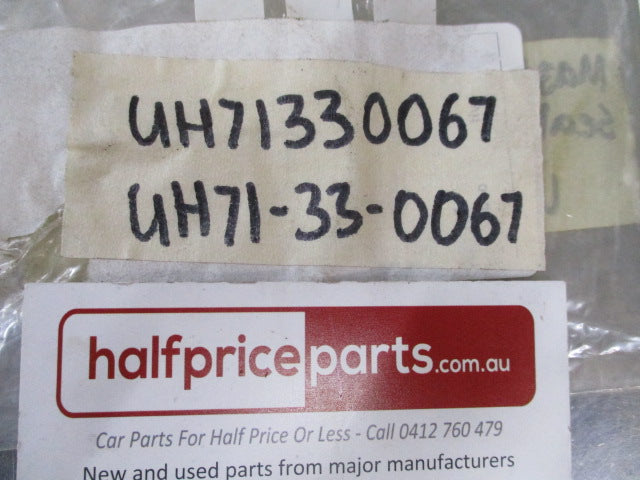 UH71330067
UH71-33-0067
halfpriceparts.com.au
Car Parts For Half Price Or Less - Call 0412 760 479
New and used parts from major manufacturers